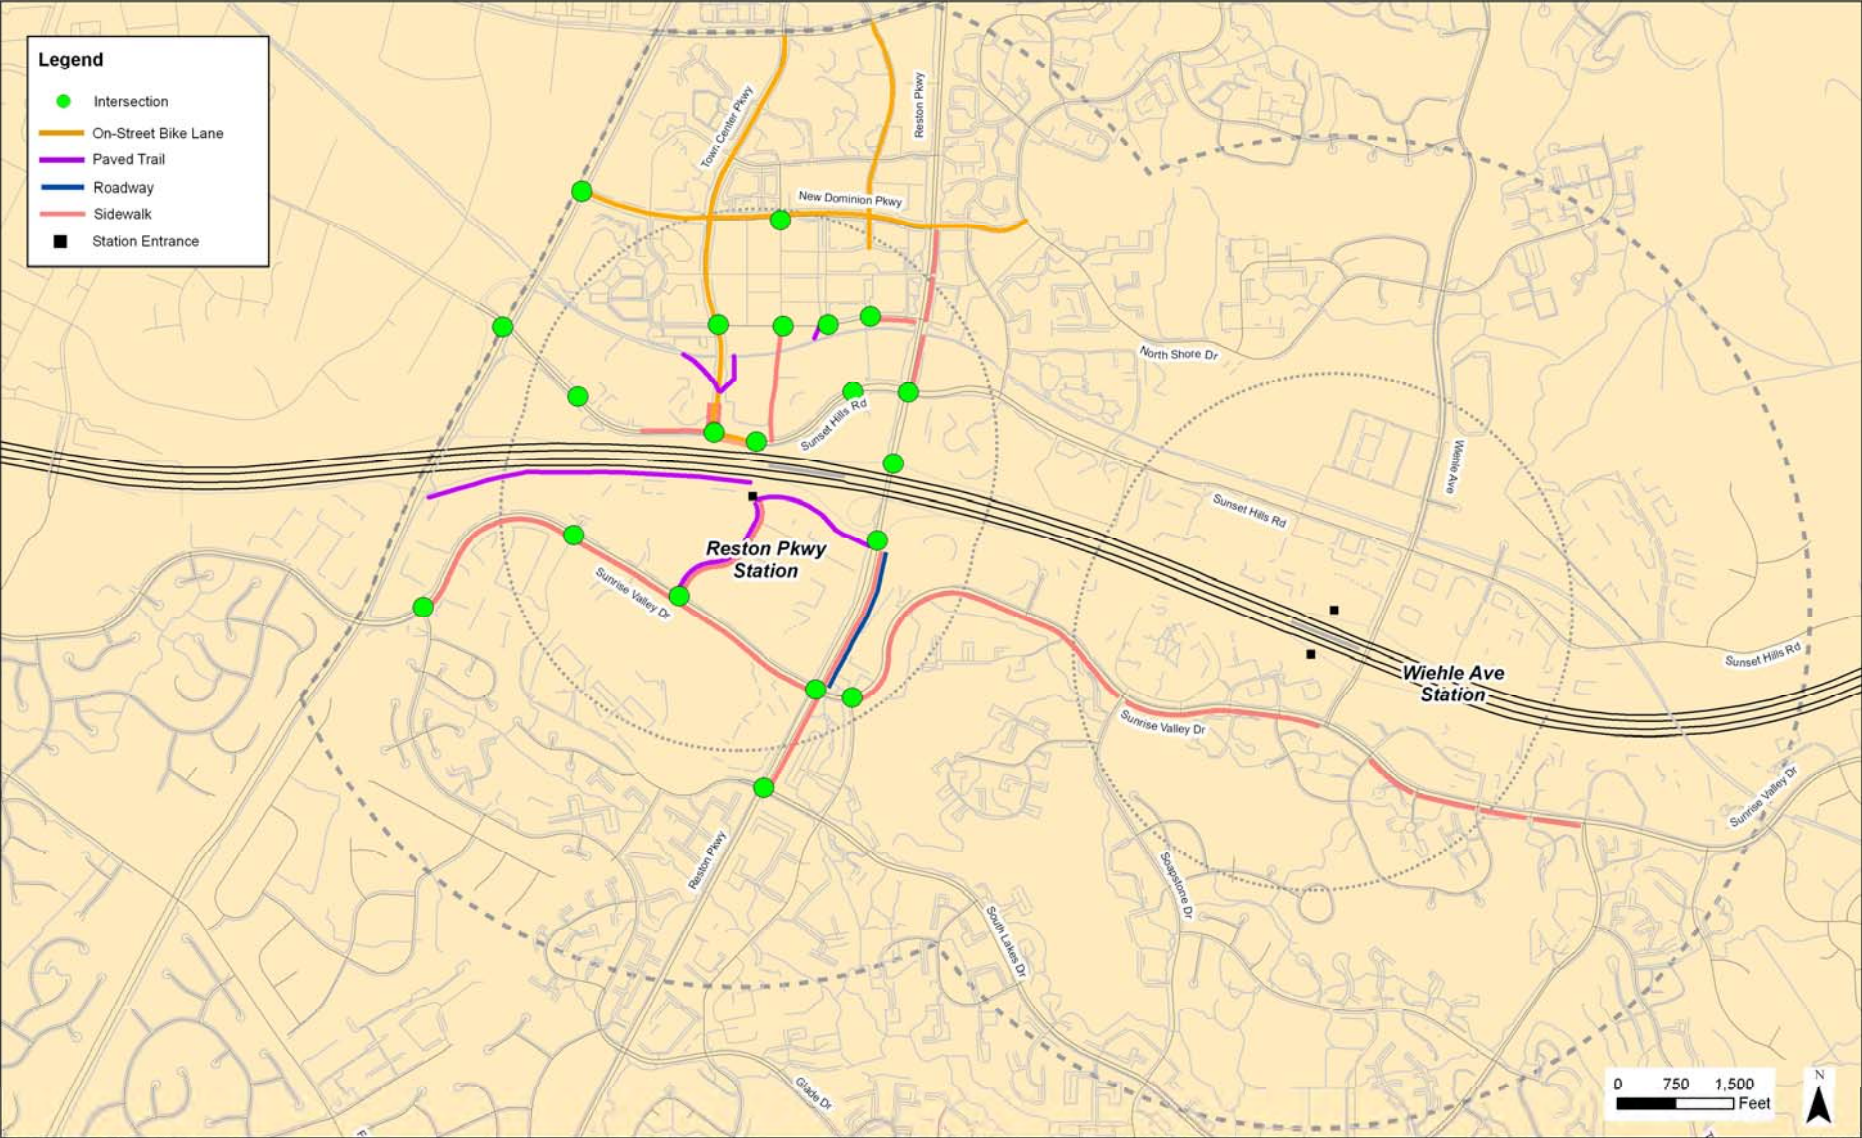 Legend
Intersection
On-Street Bike Lane
Paved Trail
Roadway
Sidewalk
Station Entrance
Town Center Pkwy
Reston Pkwy
New Dominion Pkwy
North Shore Dr
Sunset Hills Rd
Wiehle Ave
Sunset Hills Rd
Reston Pkwy
Station
Sunrise Valley Dr
Sunset Hills Rd
Wiehle Ave
Station
Sunrise Valley Dr
Sunrise Valley Dr
Reston Pkwy
Soapstone Dr
South Lakes Dr
Glade Dr
0 750 1,500
Feet
N